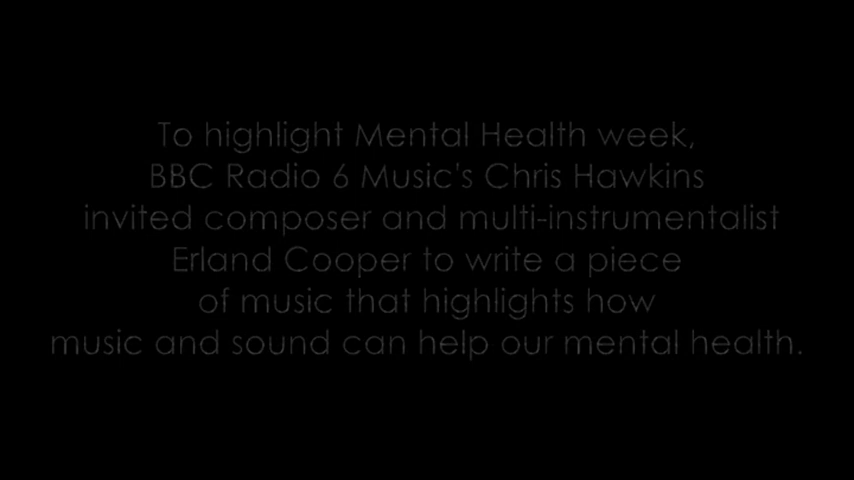 To highlight Mental Health week,
BBC Radio 6 Music's Chris Hawkins
invited composer and multi-instrumentalist
Erland Cooper to write a piece
of music that highlights how
music and sound can help our mental health.